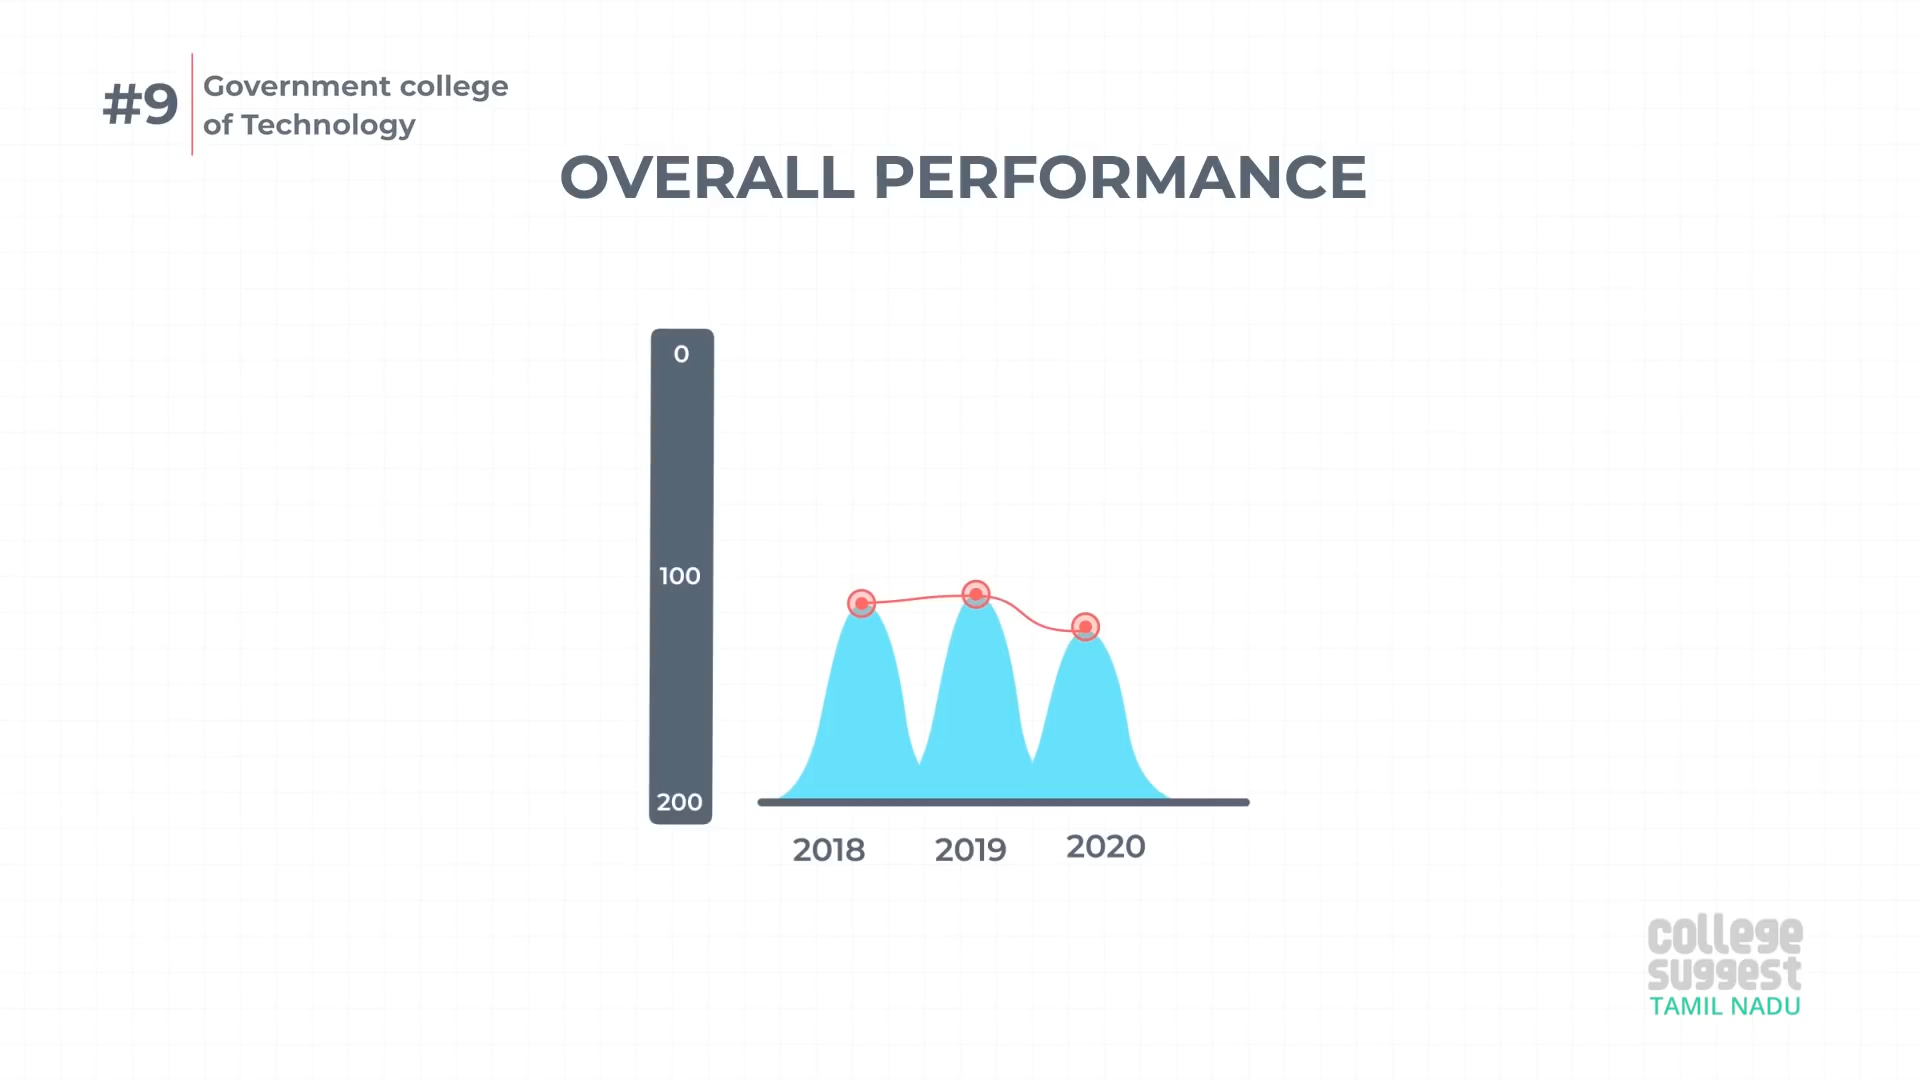 #9
Government college
of Technology
OVERALL PERFORMANCE
0
100
200
2018
2019
2020
college
suggest
TAMIL NADU